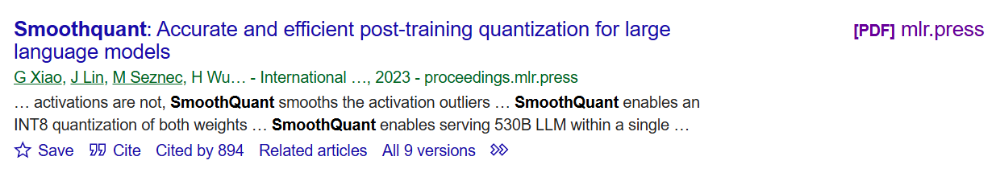 Smoothquant: Accurate and efficient post-training quantization for large
[PDF] mlr.press
language models
G Xiao, J Lin, M Seznec, H Wu… - International …, 2023 - proceedings.mlr.press
… activations are not, SmoothQuant smooths the activation outliers … SmoothQuant enables an
INT8 quantization of both weights … SmoothQuant enables serving 530B LLM within a single …
Save Cite Cited by 894 Related articles All 9 versions